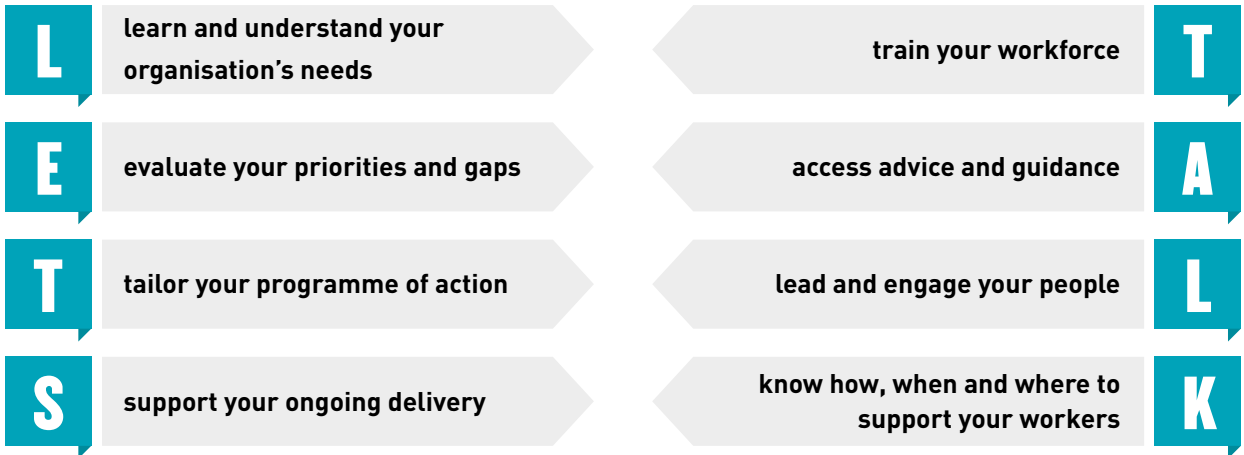 L
learn and understand your
organisation’s needs
E
evaluate your priorities and gaps
T
tailor your programme of action
S
support your ongoing delivery
train your workforce
T
access advice and guidance
A
lead and engage your people
L
know how, when and where to
support your workers
K